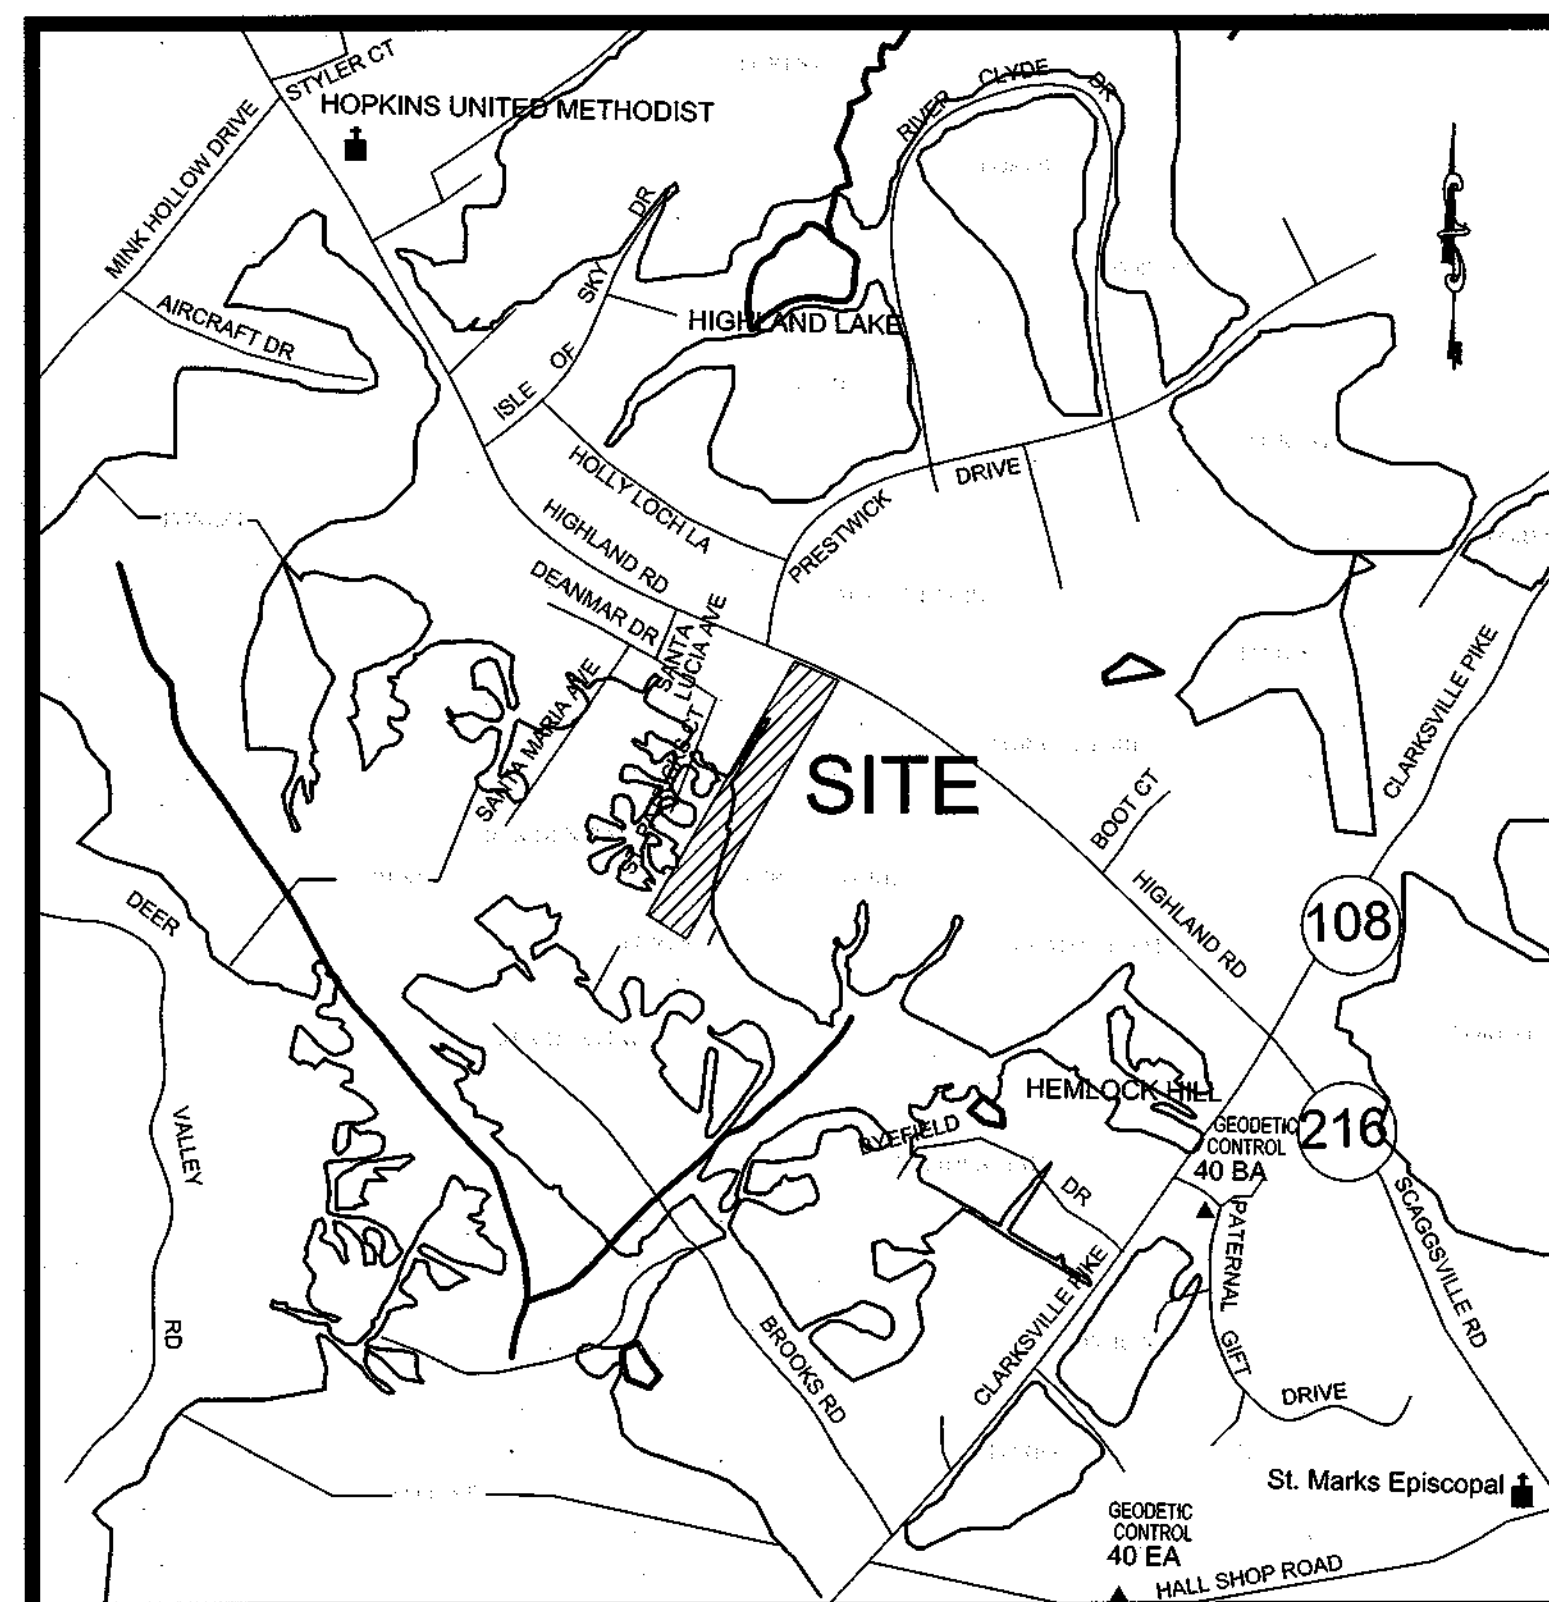 STYLER CT
HOPKINS UNITED METHODIST
MINK HOLLOW DRIVE
AIRCRAFT DR
RIVER CLYDE DR
ISLE OF SKY DR
HIGHLAND LAKE
HOLLY LOCH LA
HIGHLAND RD
PRESTWICK DRIVE
DEANMAR DR
SANTA
LUCIA AVE
SANTA MARIA AVE
CT
SITE
CLARKSVILLE PIKE
BOOT CT
HIGHLAND RD
108
DEER VALLEY RD
HEMLOCK HILL
216
GEODETIC
CONTROL
40 BA
RYEFIELD DR
SCAGGSVILLE RD
PATERNAL GIFT DRIVE
CLARKSVILLE PIKE
BROOKS RD
St. Marks Episcopal
GEODETIC
CONTROL
40 EA
HALL SHOP ROAD